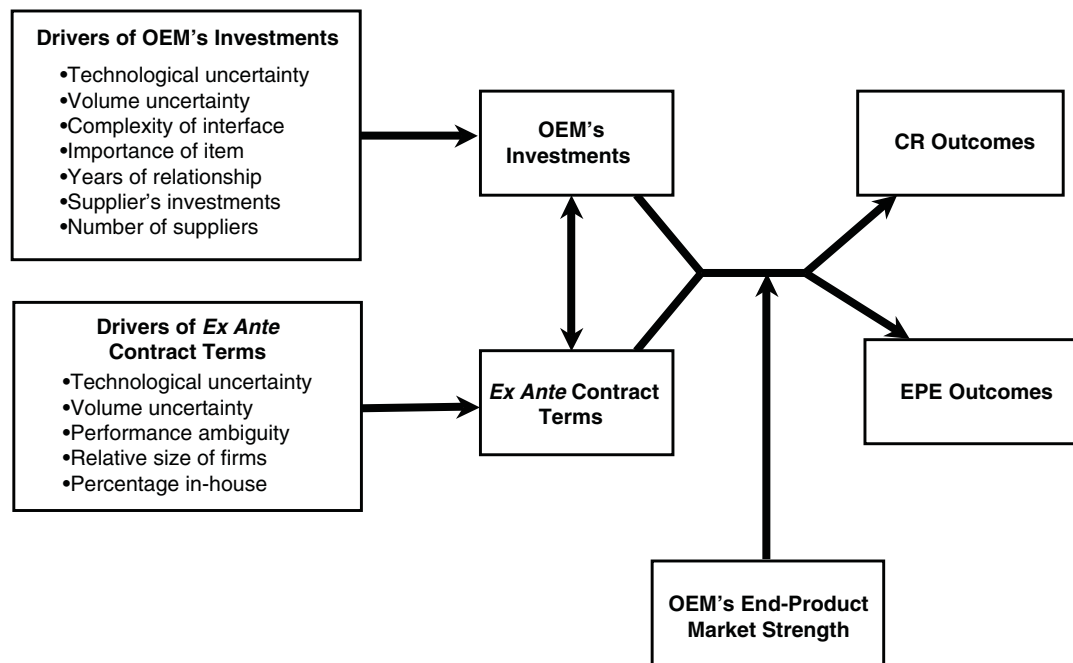 Drivers of OEM’s Investments
•Technological uncertainty
•Volume uncertainty
•Complexity of interface
•Importance of item
•Years of relationship
•Supplier’s investments
•Number of suppliers
OEM’s
Investments
CR Outcomes
Drivers of Ex Ante
Contract Terms
•Technological uncertainty
•Volume uncertainty
•Performance ambiguity
•Relative size of firms
•Percentage in-house
Ex Ante Contract
Terms
EPE Outcomes
OEM’s End-Product
Market Strength